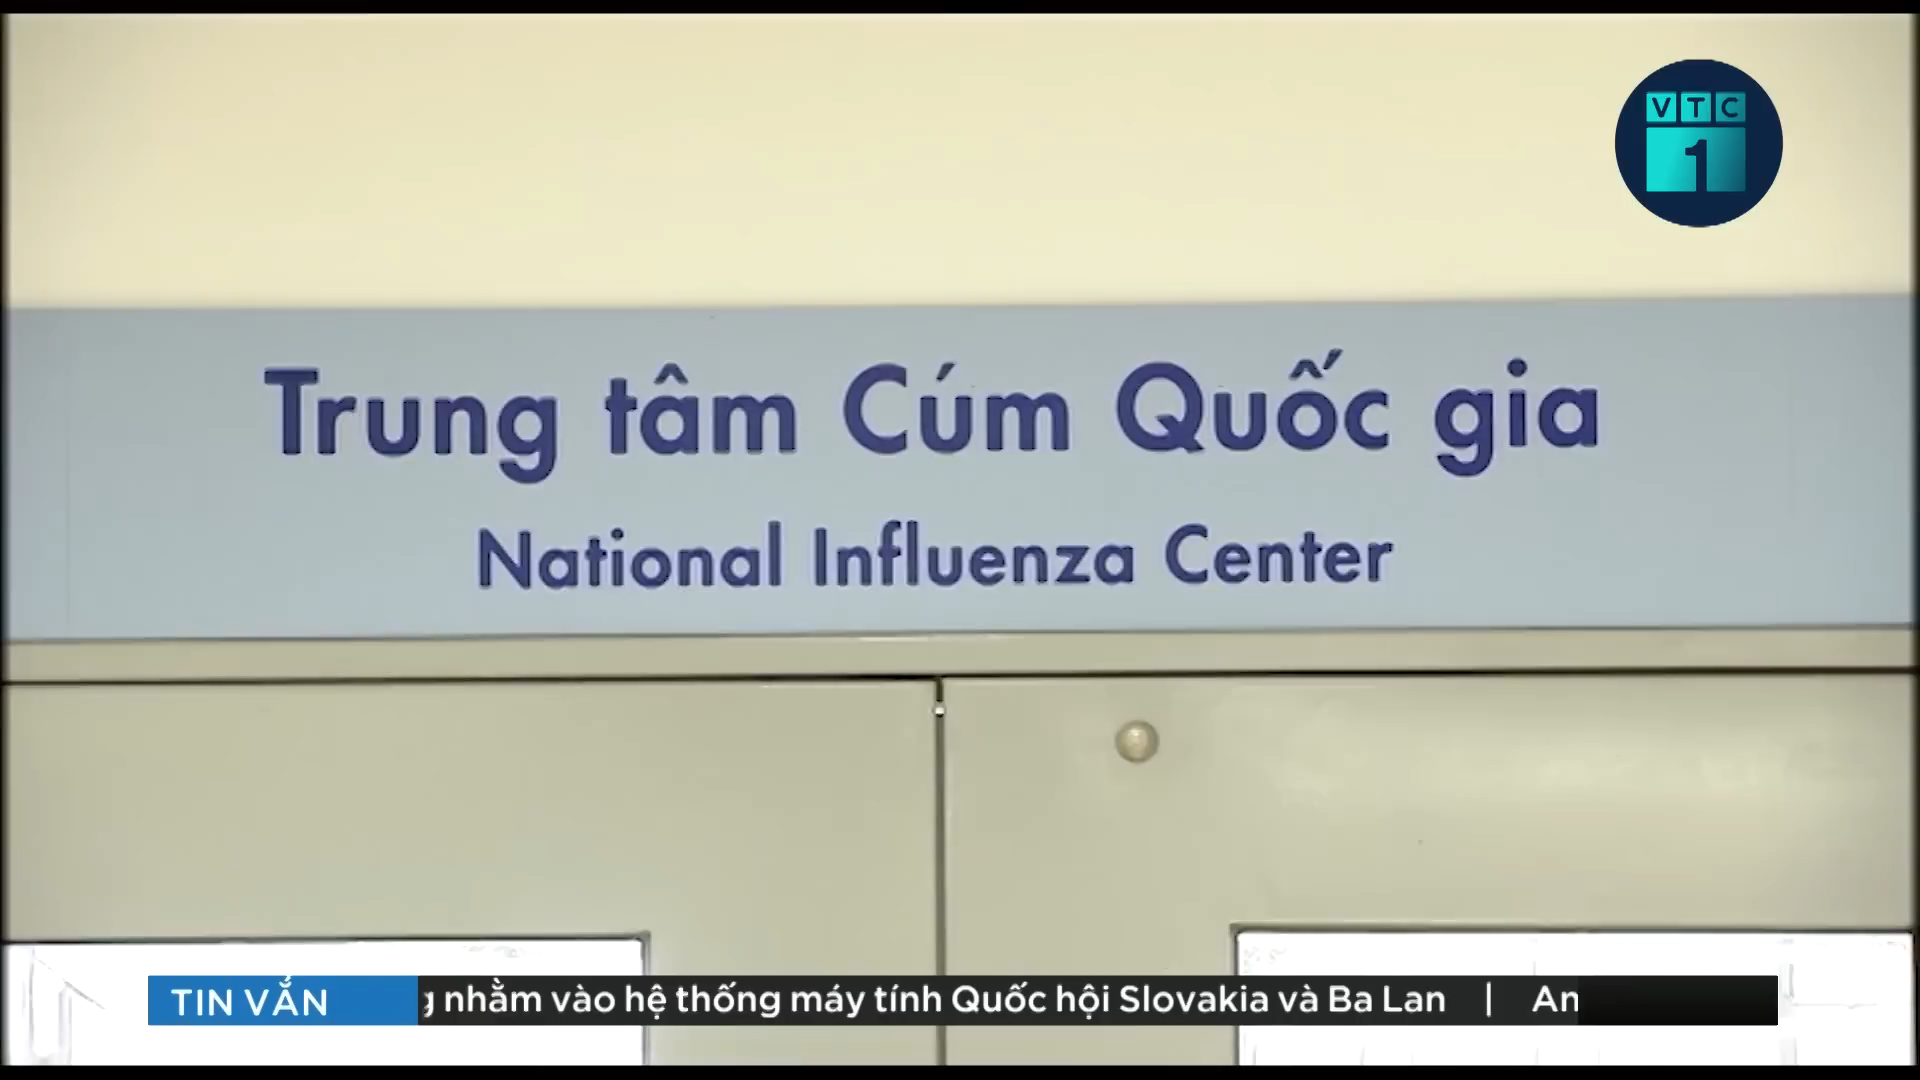 VTC
1
Trung tâm Cúm Quốc gia
National Influenza Center
TIN VẮN
nhằm vào hệ thống máy tính Quốc hội Slovakia và Ba Lan | An